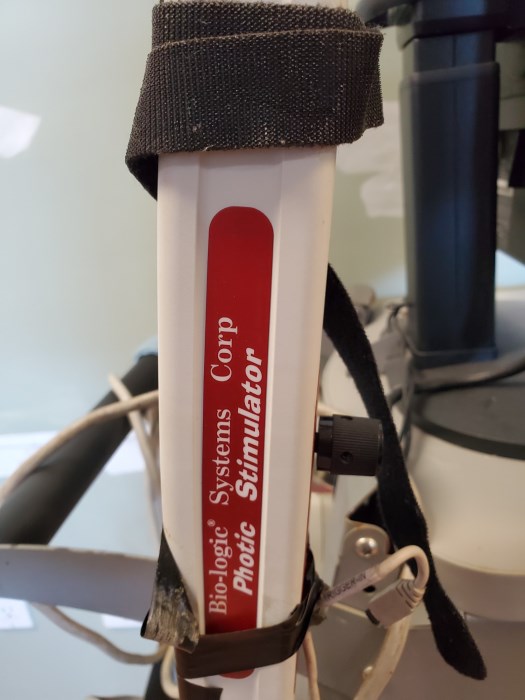 Bio-logic® Systems Corp
Photic Stimulator